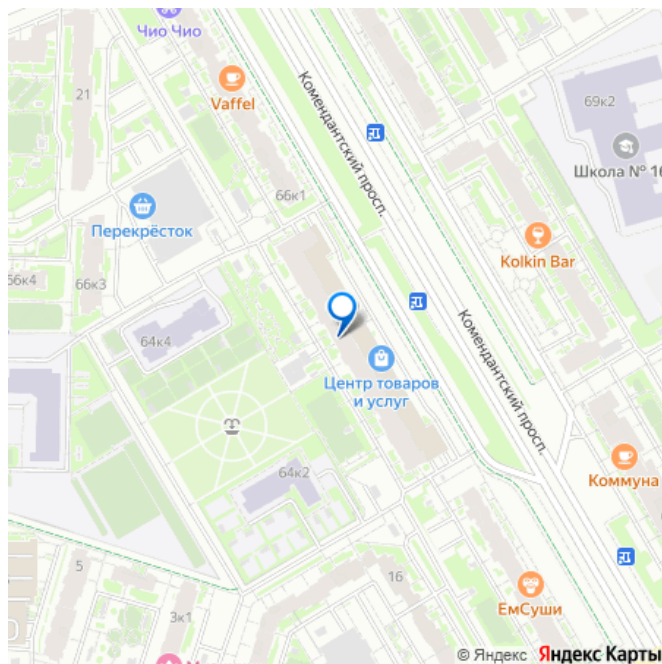 Чио Чио
21
Vaffel
Комендантский просп.
69к2
Школа № 16
66к1
Перекрёсток
Kolkin Bar
66к4
66к3
64к4
Комендантский просп.
Центр товаров
и услуг
64к2
Коммуна
5
16
ЕмСуши
3к1
© Яндекс Яндекс Карты